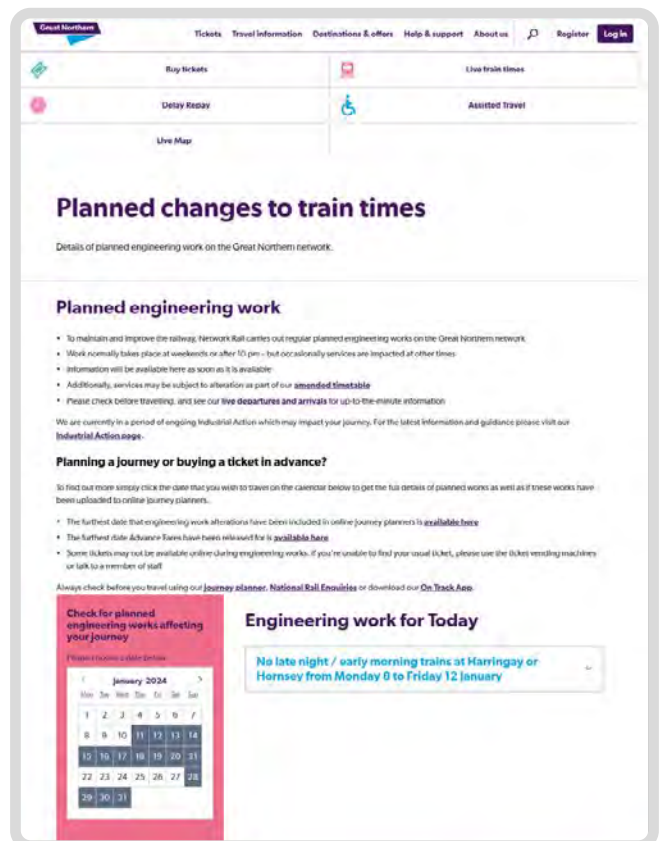 Great Northern
Tickets Travel information Destinations & offers Help & support About us Register Log in
Buy tickets
Live train times
Delay Repay
Assisted Travel
Live Map
Planned changes to train times
Details of planned engineering work on the Great Northern network.
Planned engineering work
• To maintain and improve the railway, Network Rail carries out regular planned engineering works on the Great Northern network
• Work normally takes place at weekends or after 10 pm – but occasionally services are impacted at other times
• Information will be available here as soon as it is available
• Additionally, services may be subject to alteration as part of our amended timetable
• Please check before travelling, and see our live departures and arrivals for up-to-the-minute information
We are currently in a period of ongoing Industrial Action which may impact your journey. For the latest information and guidance please visit our
Industrial Action page.
Planning a journey or buying a ticket in advance?
To find out more simply click the date that you wish to travel on the calendar below to get the full details of planned works as well as if these works have
been uploaded to online journey planners.
• The furthest date that engineering work alterations have been included in online journey planners is available here
• The furthest date Advance Fares have been released for is available here
• Some tickets may not be available online during engineering works. If you're unable to find your usual ticket, please use the ticket vending machines
or talk to a member of staff
Always check before you travel using our journey planner, National Rail Enquiries or download our On Track App.
Check for planned
engineering works affecting
your journey
Please choose a date below
January 2024
Mon Tue Wed Thu Fri Sat Sun
1 2 3 4 5 6 7
8 9 10 11 12 13 14
15 16 17 18 19 20 21
22 23 24 25 26 27 28
29 30 31
Engineering work for Today
No late night / early morning trains at Harringay or
Hornsey from Monday 8 to Friday 12 January